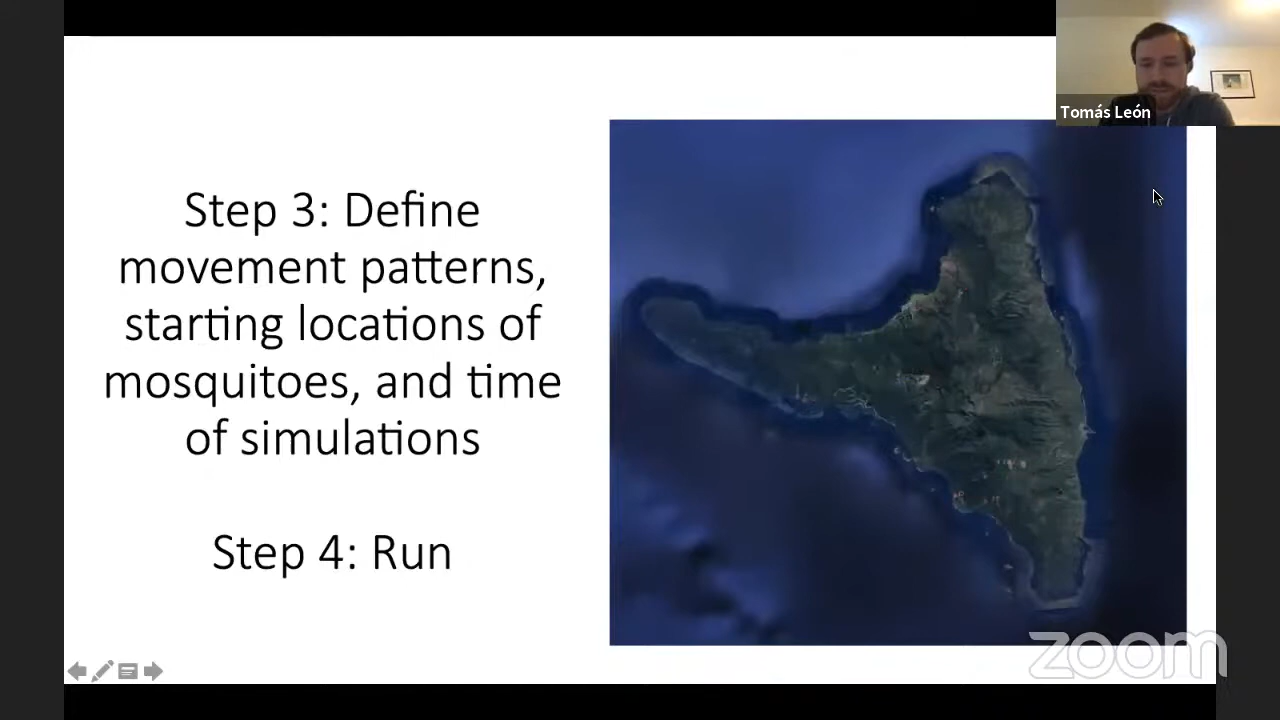 Tomás León
Step 3: Define
movement patterns,
starting locations of
mosquitoes, and time
of simulations
Step 4: Run
zoom